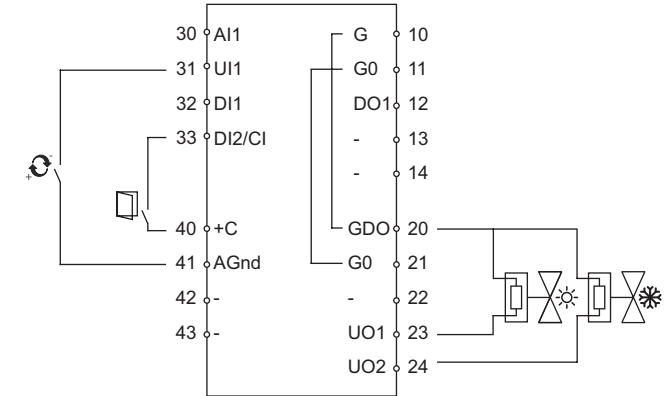 30 AI1 G 10
31 UI1 G0 11
32 DI1 DO1 12
33 DI2/CI - 13
- 14
40 +C GDO 20
41 AGnd G0 21
42 - - 22
43 - UO1 23
UO2 24
- +